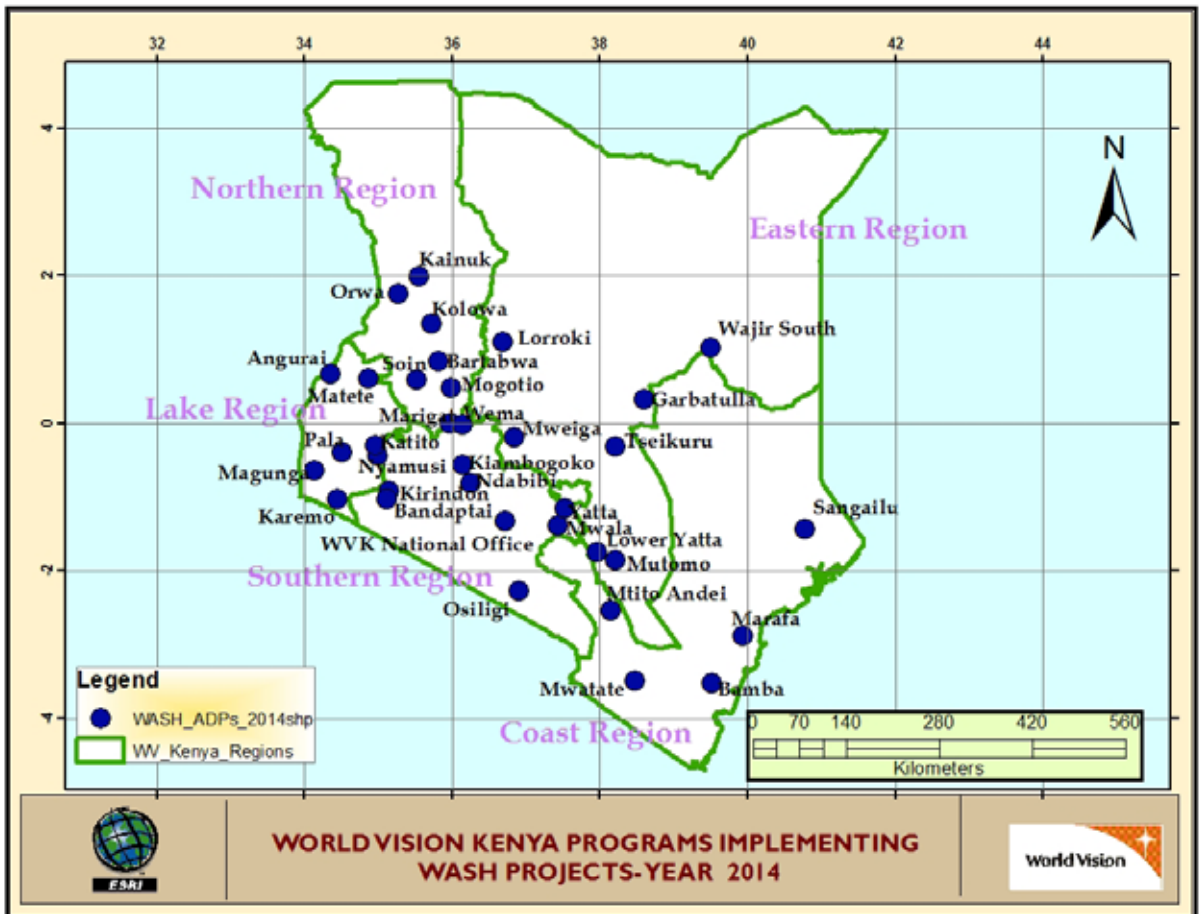 32 34 36 38 40 42 44
4
2
0
-2
4
N
Northern Region
Eastern Region
Kainuk
Orwa
Kolowa
Lorroki
Wajir South
Angurai
Soin
Barlabwa
Matete
Mogotio
Garbatulla
Lake Region
Marigat
Wema
Mweiga
Tseikuru
Pala
Katito
Nyamusi
Kiambogoko
Magunga
Ndabibi
Kirindon
Karemo
Bandaptai
Yatta
Sangailu
Mwala
WVK National Office
Lower Yatta
Mutomo
Southern Region
Mtito Andei
Osiligi
Marafa
Mwatate
Bamba
Coast Region
Legend
WASH_ADPs_2014shp
WV_Kenya_Regions
0 70 140 280 420 560
Kilometers
ESRI
WORLD VISION KENYA PROGRAMS IMPLEMENTING
WASH PROJECTS-YEAR 2014
World Vision